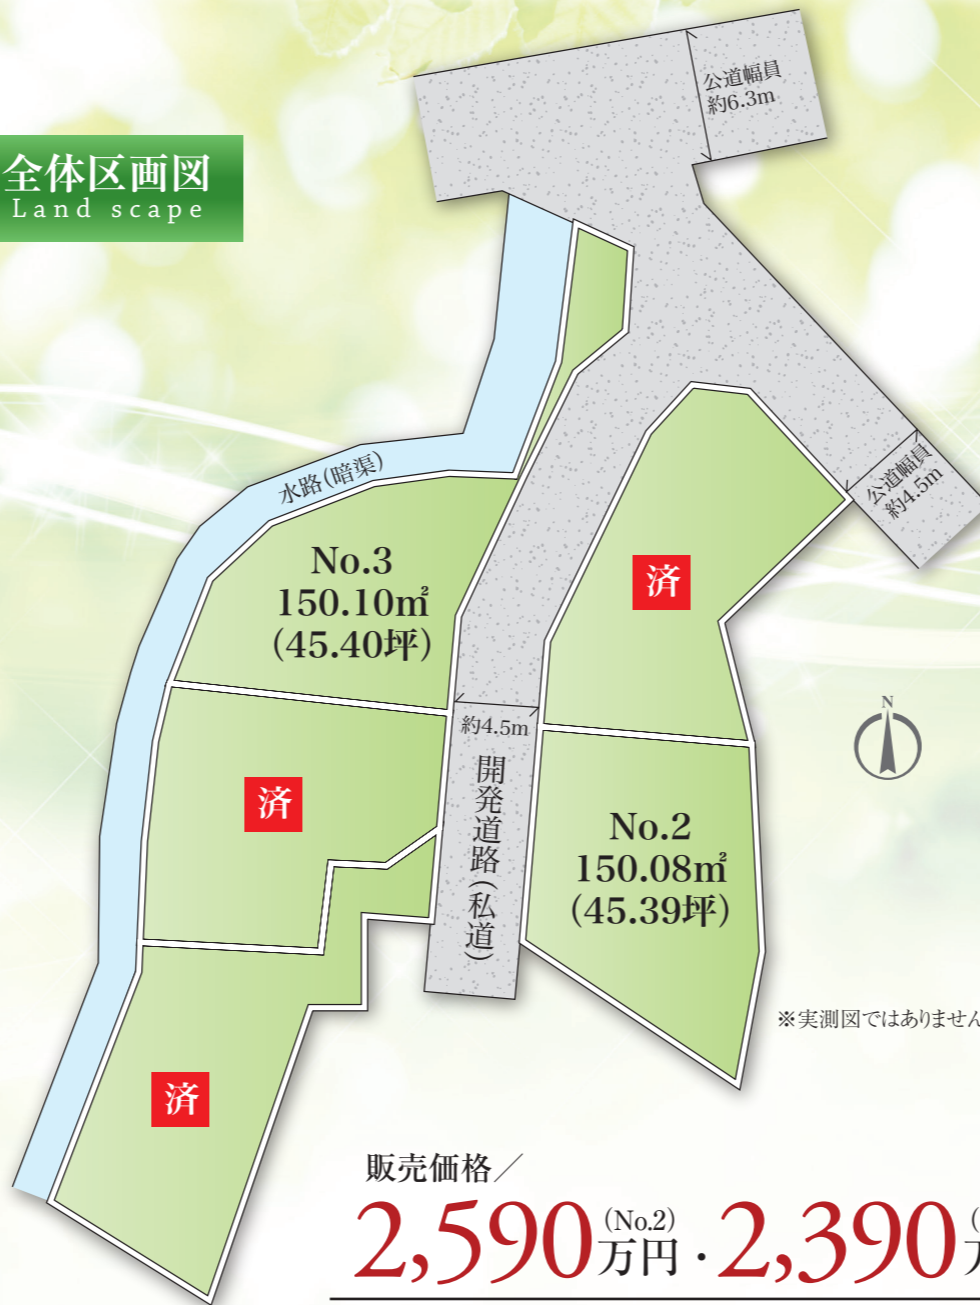 全体区画図
Land scape
公道幅員
約6.3m
公道幅員
約4.5m
水路(暗渠)
No.3
150.10㎡
(45.40坪)
済
約4.5m
開発道路(私道)
済
No.2
150.08㎡
(45.39坪)
※実測図ではありません
済
N
販売価格／
2,590万円(No.2)・2,390